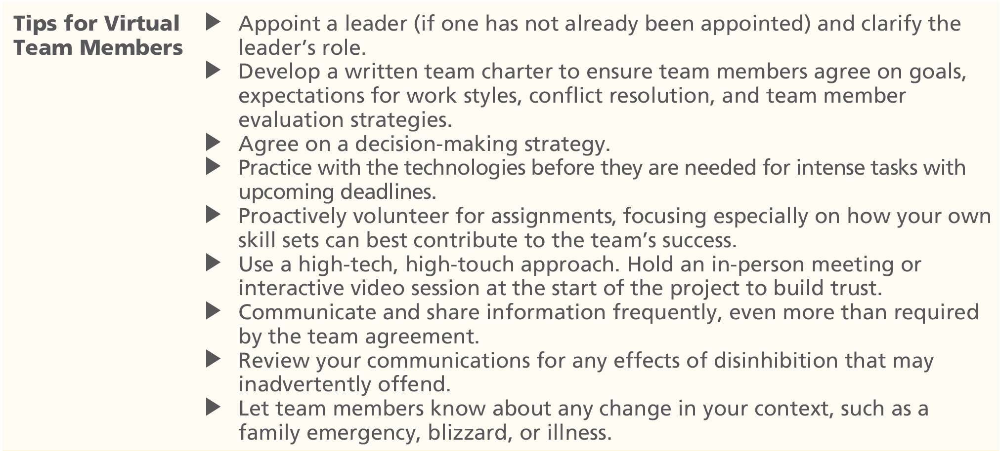 Tips for Virtual
Team Members
▶ Appoint a leader (if one has not already been appointed) and clarify the
leader’s role.
▶ Develop a written team charter to ensure team members agree on goals,
expectations for work styles, conflict resolution, and team member
evaluation strategies.
▶ Agree on a decision-making strategy.
▶ Practice with the technologies before they are needed for intense tasks with
upcoming deadlines.
▶ Proactively volunteer for assignments, focusing especially on how your own
skill sets can best contribute to the team’s success.
▶ Use a high-tech, high-touch approach. Hold an in-person meeting or
interactive video session at the start of the project to build trust.
▶ Communicate and share information frequently, even more than required
by the team agreement.
▶ Review your communications for any effects of disinhibition that may
inadvertently offend.
▶ Let team members know about any change in your context, such as a
family emergency, blizzard, or illness.